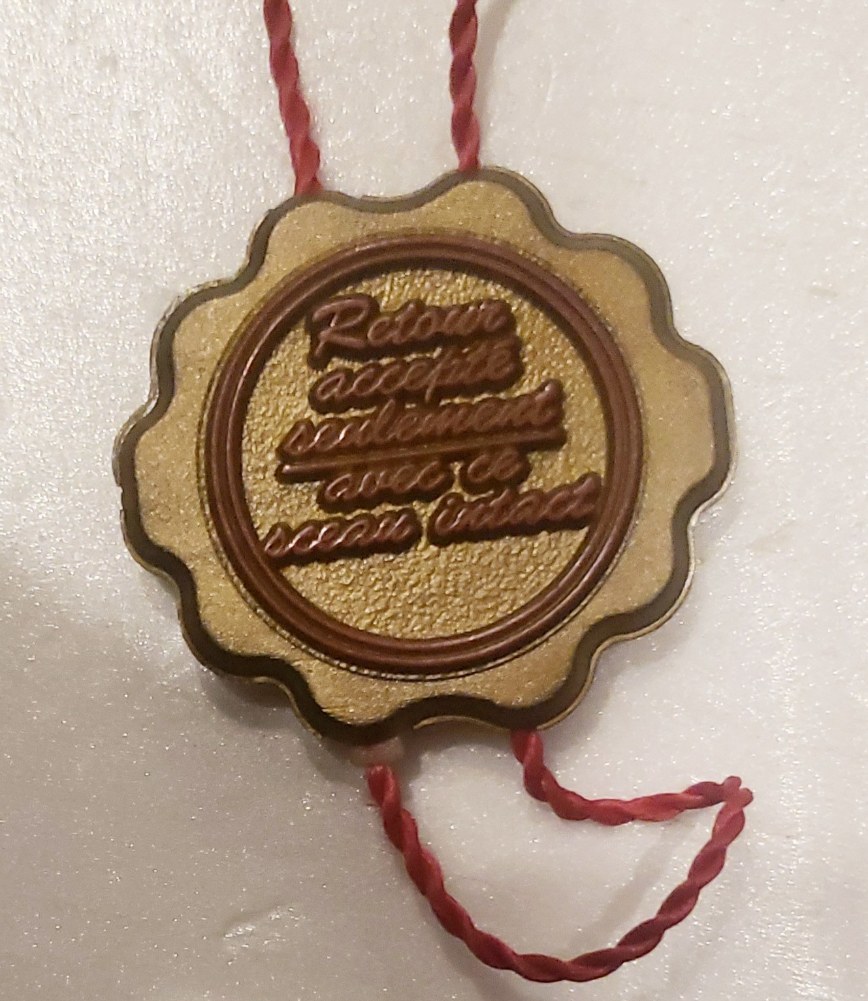 Retour
accepté
seulement
avec ce
sceau intact